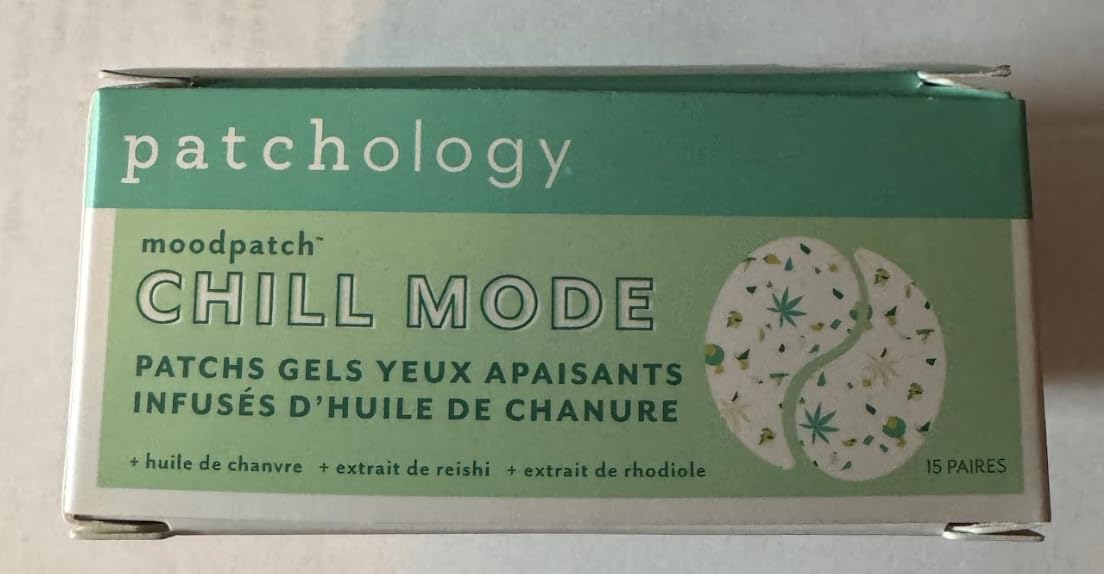 patchology
moodpatch™
CHILL MODE
PATCHS GELS YEUX APAISANTS
INFUSÉS D'HUILE DE CHANURE
+ huile de chanvre + extrait de reishi + extrait de rhodiole
15 PAIRES